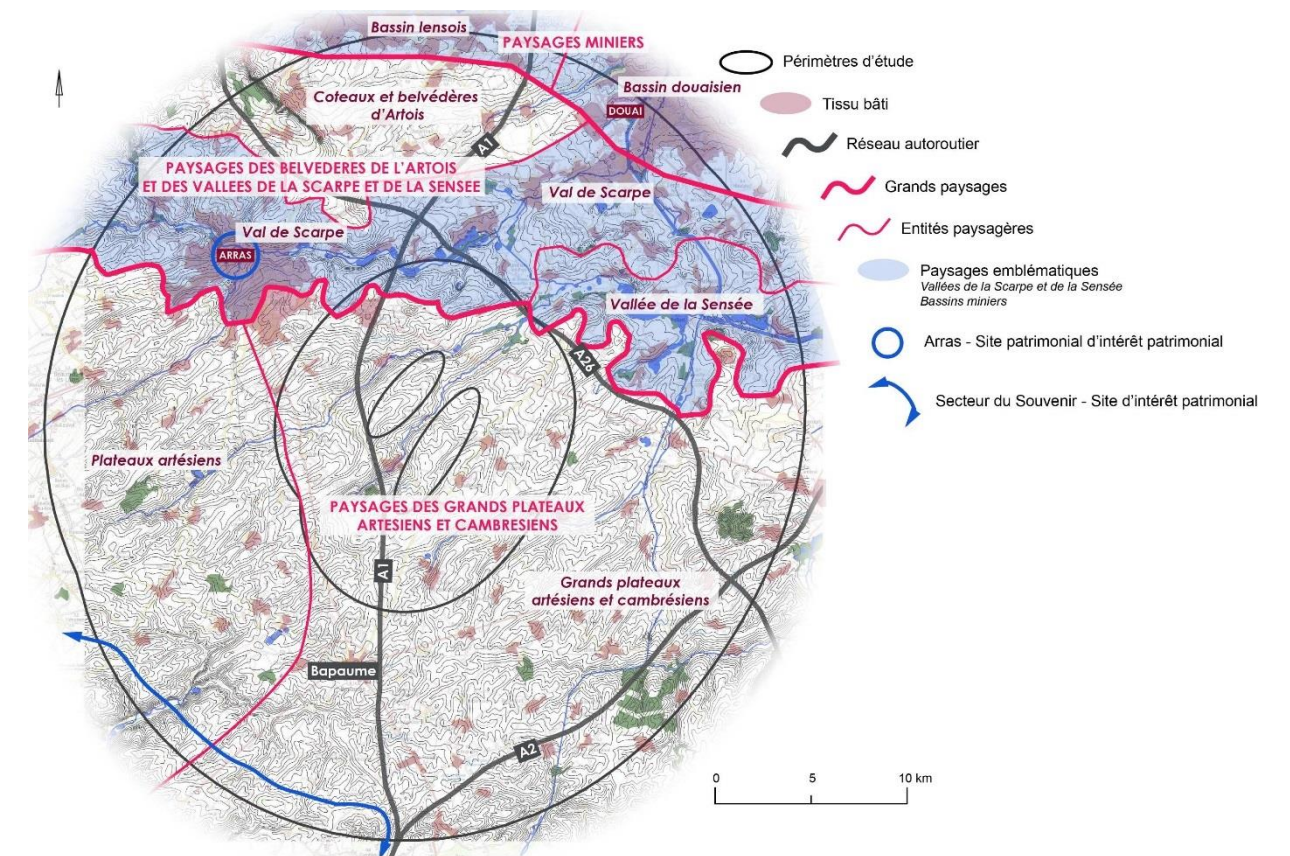 Bassin lensois
PAYSAGES MINIERS
Coteaux et belvédères
d'Artois
Bassin douaisien
DOUAI
A1
PAYSAGES DES BELVEDERES DE L'ARTOIS
ET DES VALLEES DE LA SCARPE ET DE LA SENSEE
Val de Scarpe
Val de Scarpe
ARRAS
Vallée de la Sensée
A26
Plateaux artésiens
PAYSAGES DES GRANDS PLATEAUX
ARTESIENS ET CAMBRESIENS
A1
Grands plateaux
artésiens et cambrésiens
Bapaume
A2
Périmètres d'étude
Tissu bâti
Réseau autoroutier
Grands paysages
Entités paysagères
Paysages emblématiques
Vallées de la Scarpe et de la Sensée
Bassins miniers
Arras - Site patrimonial d'intérêt patrimonial
Secteur du Souvenir - Site d'intérêt patrimonial
0 5 10 km